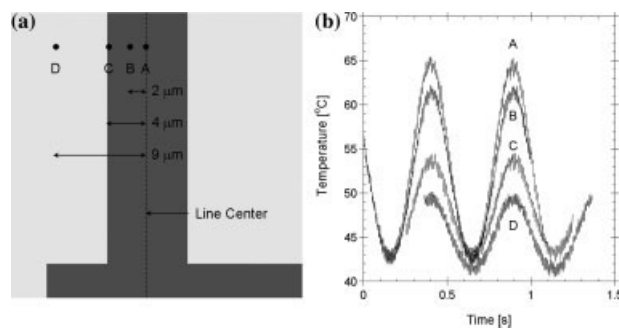 (a)
D
C
B
A
2 μm
4 μm
9 μm
Line Center
(b)
Temperature [°C]
70
65
60
55
50
45
40
A
B
C
D
0
0.5
1
1.5
Time [s]